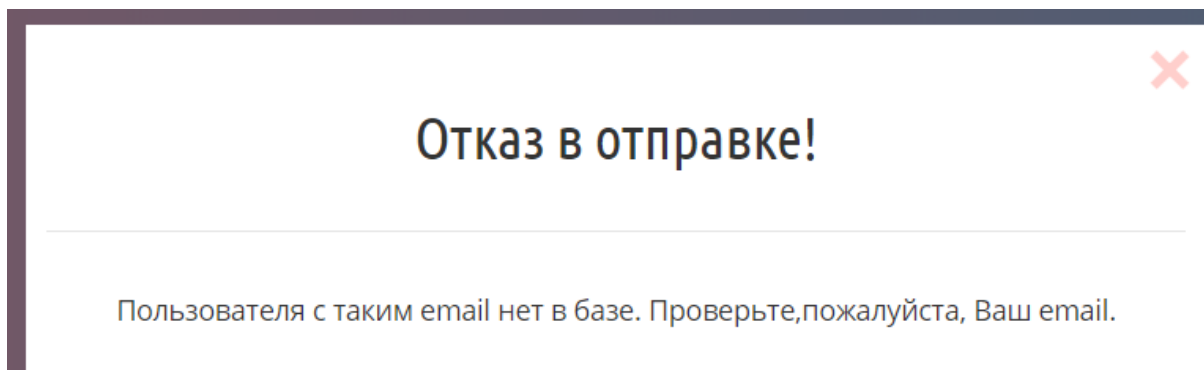 Отказ в отправке!
Пользователя с таким email нет в базе. Проверьте,пожалуйста, Ваш email.